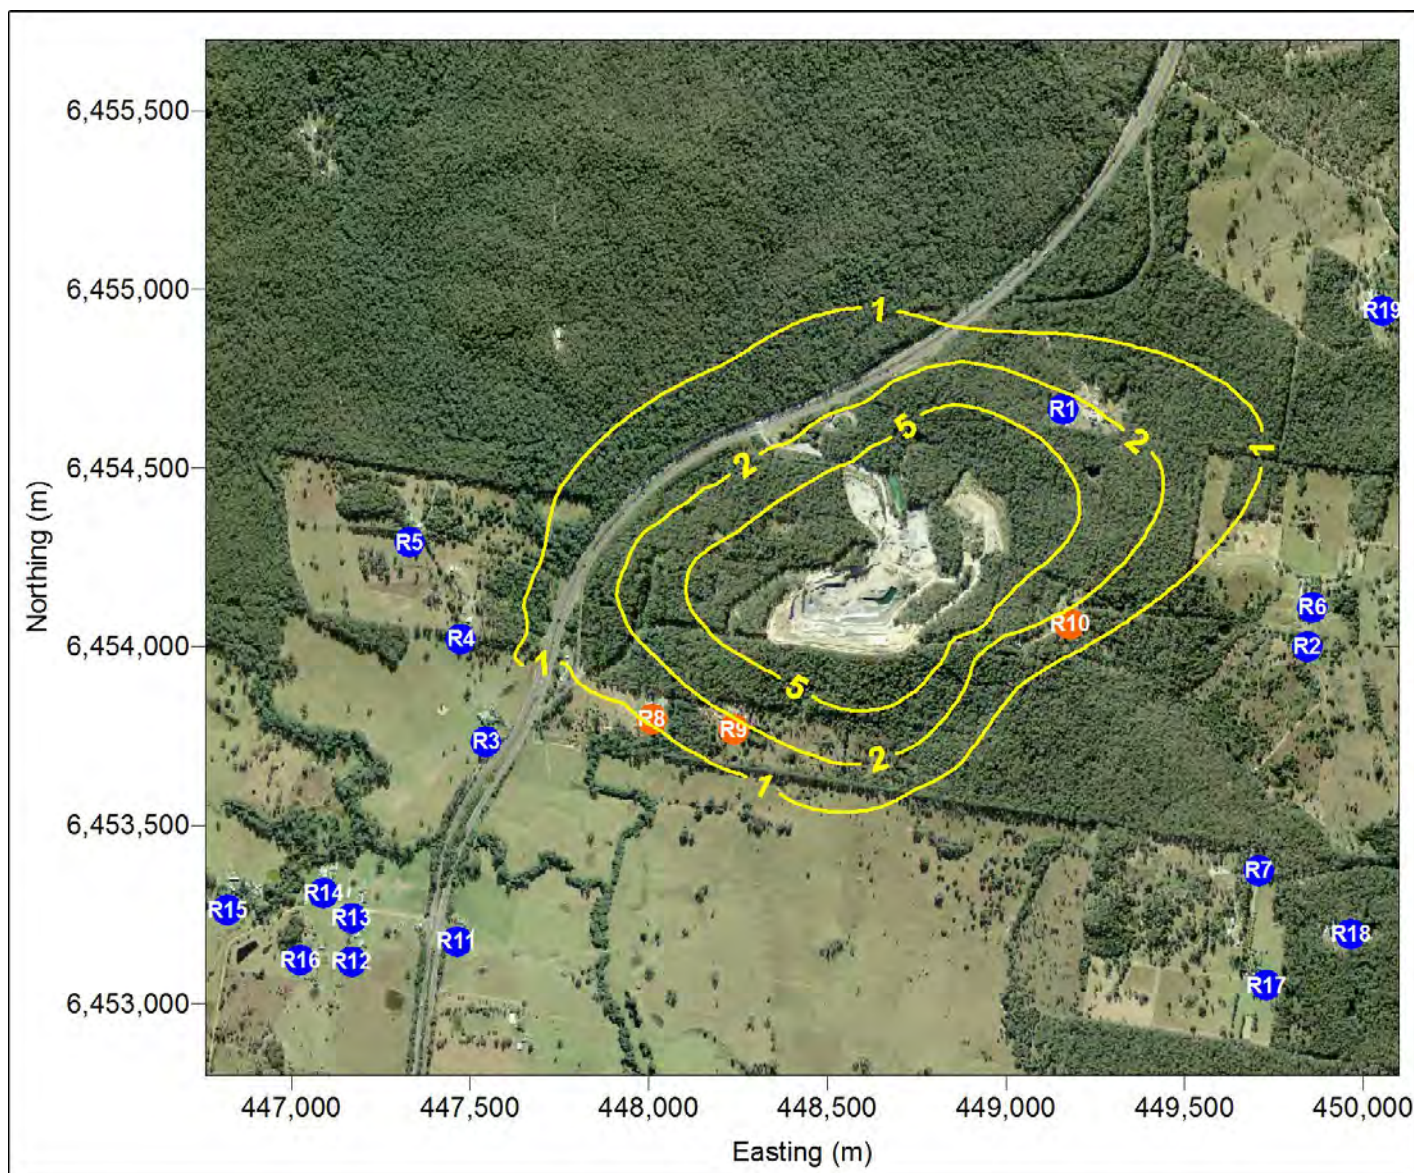 6,455,500
6,455,000
6,454,500
6,454,000
6,453,500
6,453,000
Northing (m)
447,000
447,500
448,000
448,500
449,000
449,500
450,000
Easting (m)
1
R19
R1
5
2
2
1
R5
R6
R10
R4
R2
1
5
R8
R9
R3
2
1
R7
R14
R15
R13
R11
R18
R16
R12
R17